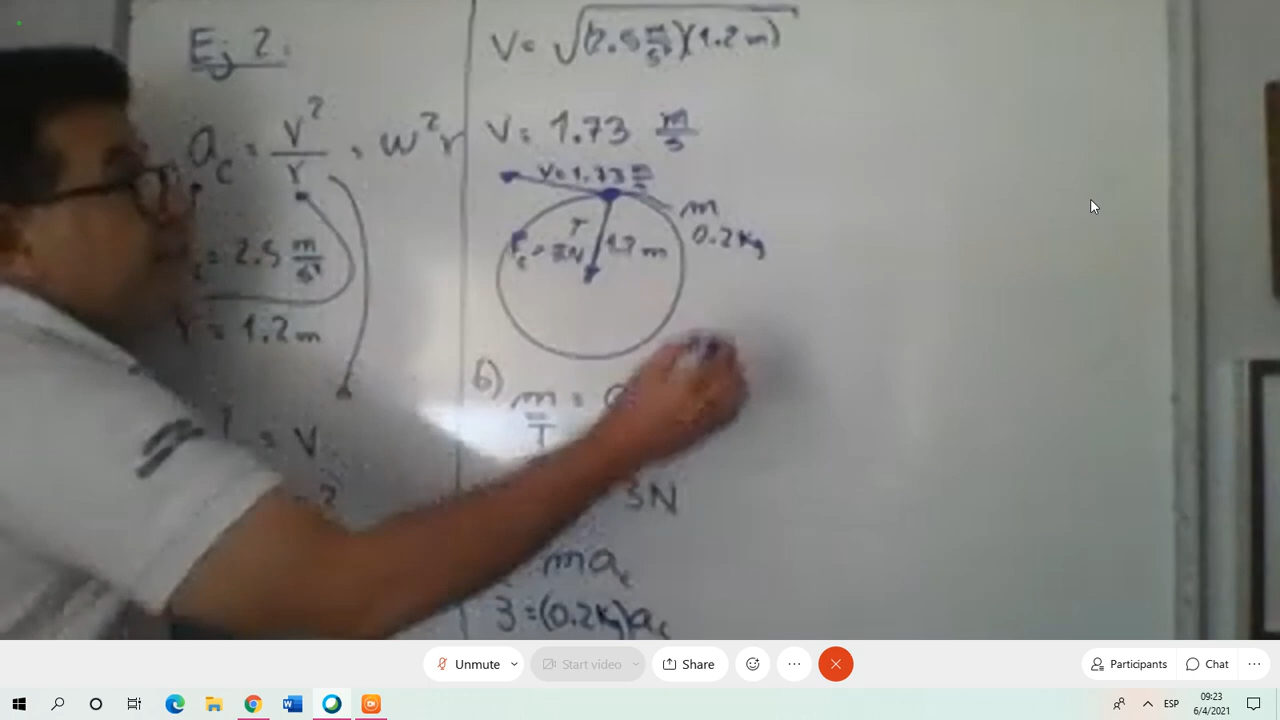 Ej 2:
ac = v²/r = w²r
= 2.5 m/s²
r = 1.2 m
= V
= ?
V = √(2.5 m/s²)(1.2 m)
V = 1.73 m/s
V = 1.73 m/s
m
0.2 kg
r
1.2 m
b) m =
T
3N
mac
3 = (0.2 kg)ac
Unmute
Start video
Share
Participants
Chat
ESP
09:23
6/4/2021